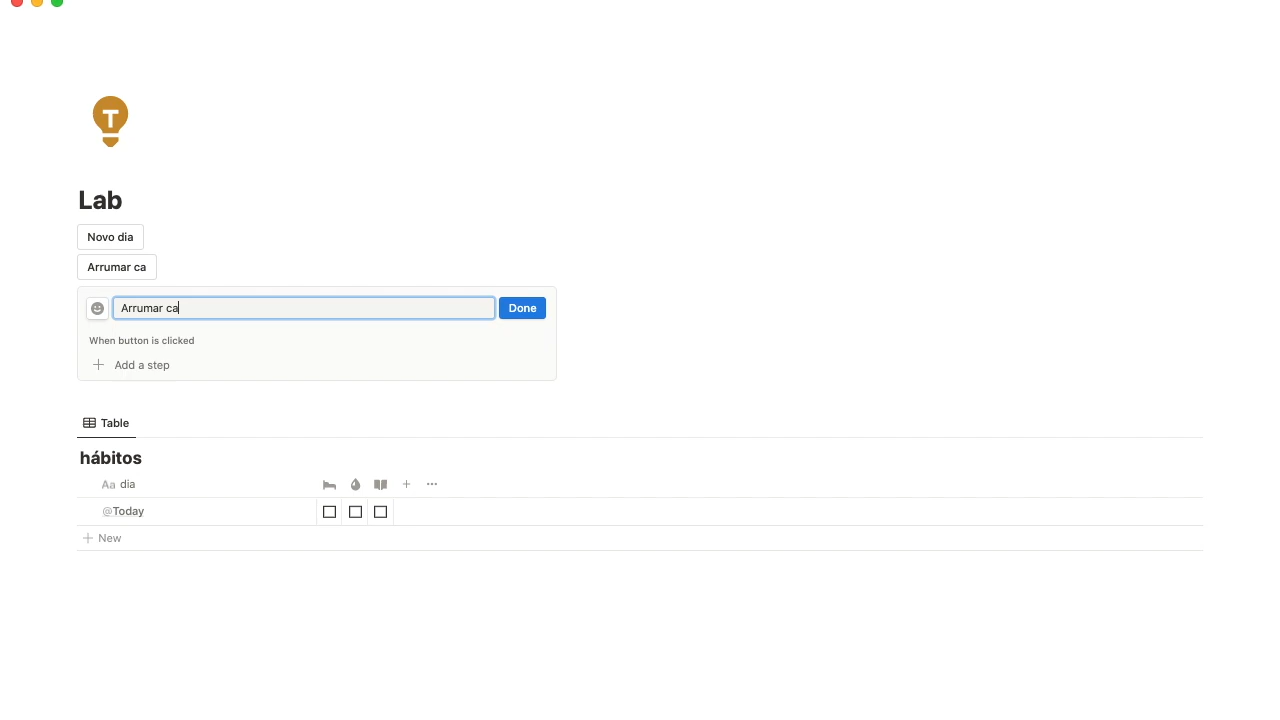 T
Lab
Novo dia
Arrumar ca
Arrumar ca Done
When button is clicked
Add a step
Table
hábitos
Aa dia
@Today
New